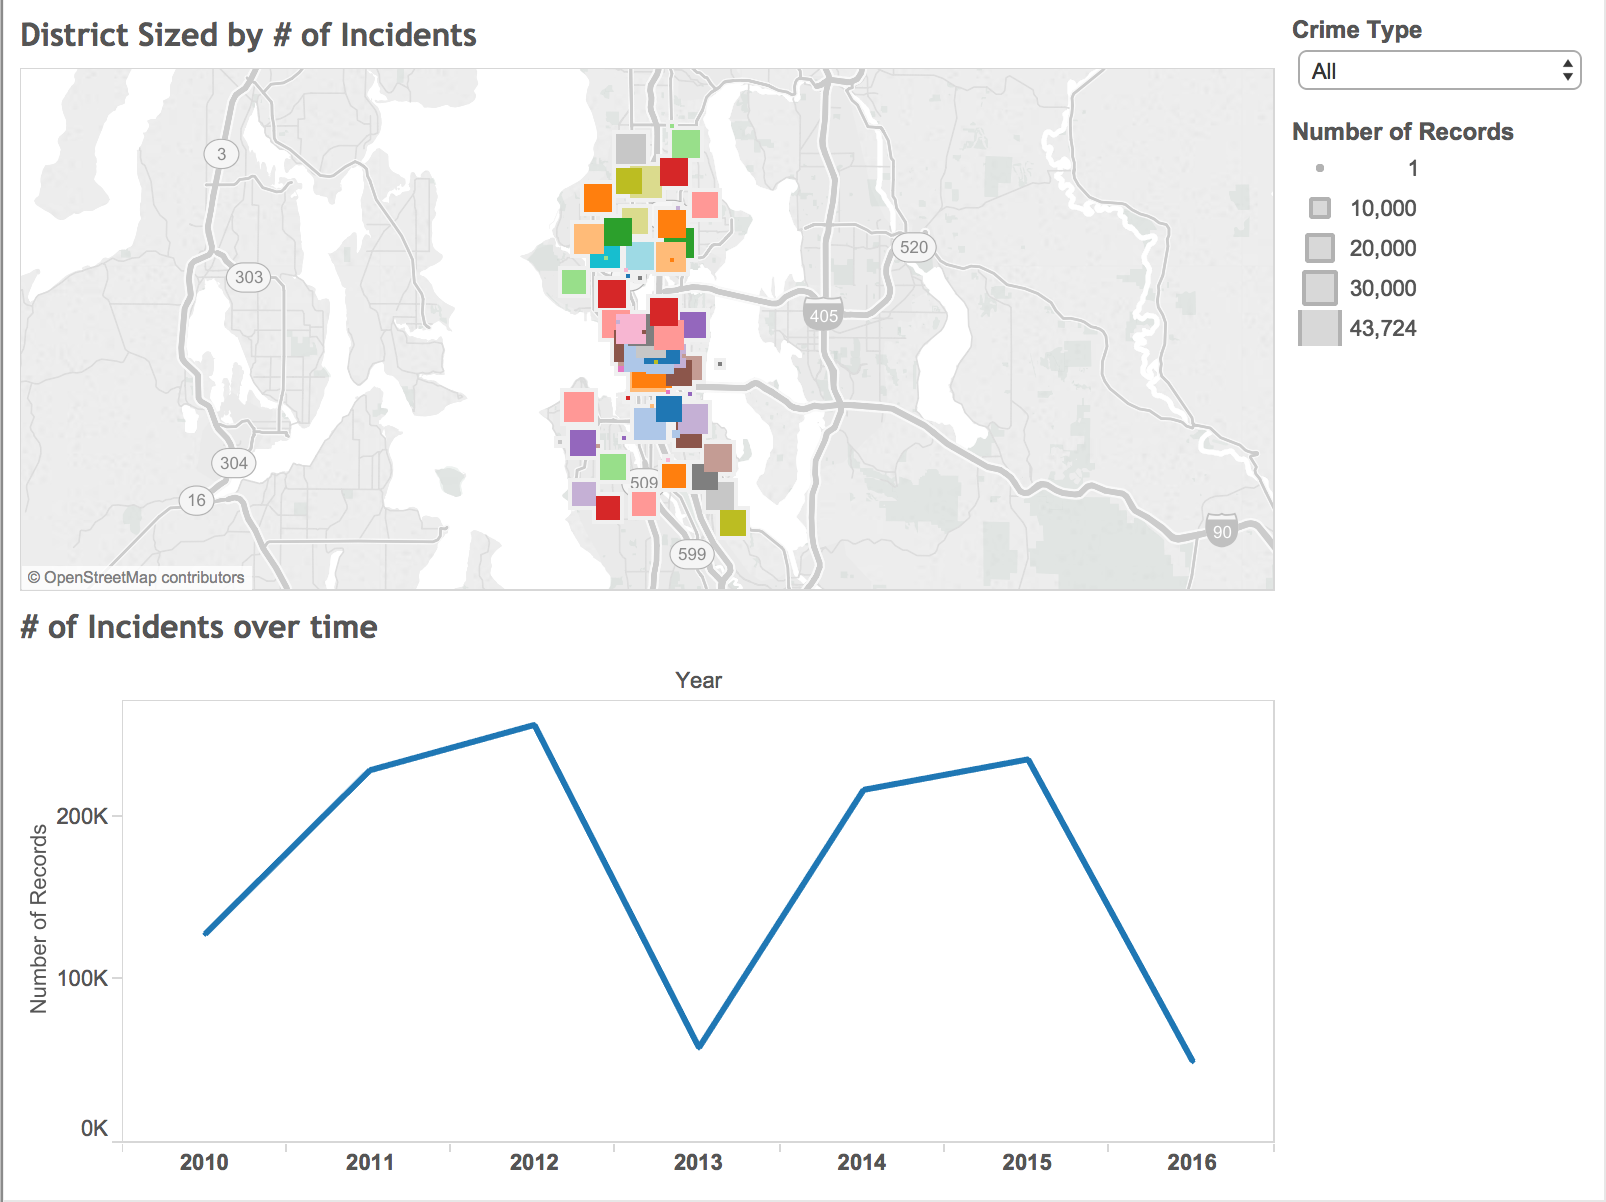 District Sized by # of Incidents
Crime Type
All
Number of Records
1
10,000
20,000
30,000
43,724
3
520
303
405
304
509
16
90
599
© OpenStreetMap contributors
# of Incidents over time
Year
Number of Records
200K
100K
0K
2010 2011 2012 2013 2014 2015 2016